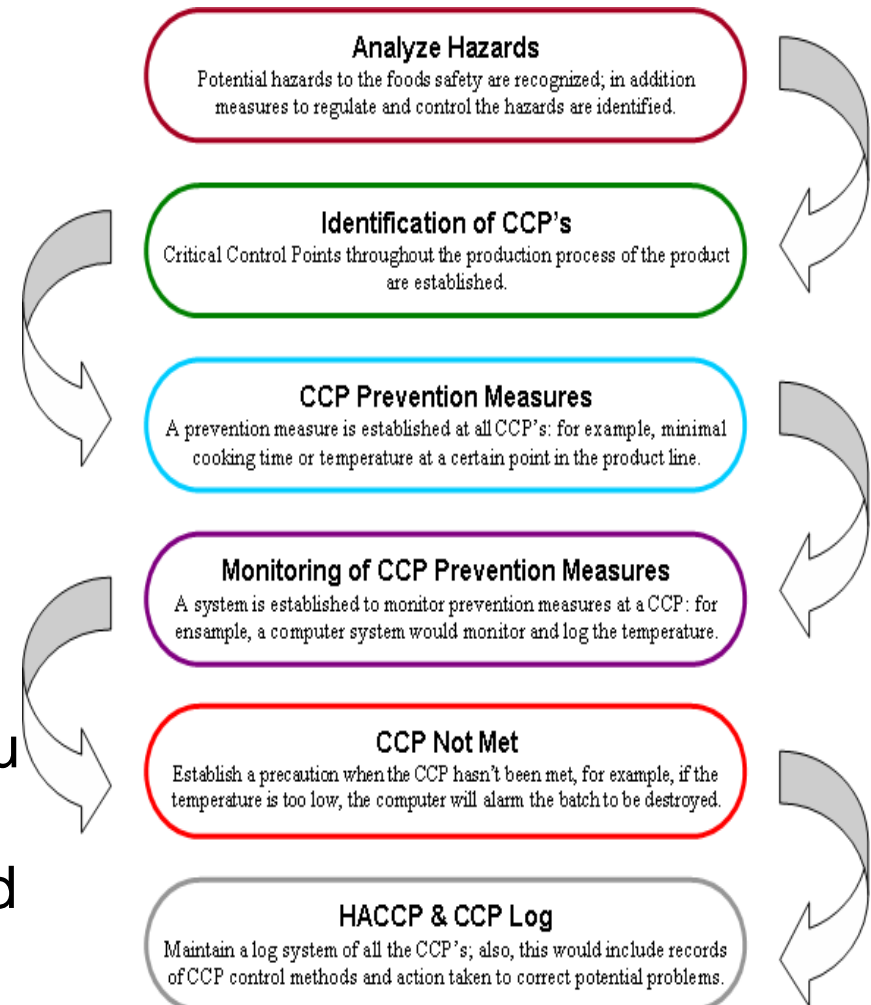 Analyze Hazards
Potential hazards to the foods safety are recognized; in addition
measures to regulate and control the hazards are identified.
Identification of CCP's
Critical Control Points throughout the production process of the product
are established.
CCP Prevention Measures
A prevention measure is established at all CCP's: for example, minimal
cooking time or temperature at a certain point in the product line.
Monitoring of CCP Prevention Measures
A system is established to monitor prevention measures at a CCP: for
ensample, a computer system would monitor and log the temperature.
u
CCP Not Met
Establish a precaution when the CCP hasn't been met, for example, if the
temperature is too low, the computer will alarm the batch to be destroyed.
d
HACCP & CCP Log
Maintain a log system of all the CCP's; also, this would include records
of CCP control methods and action taken to correct potential problems.